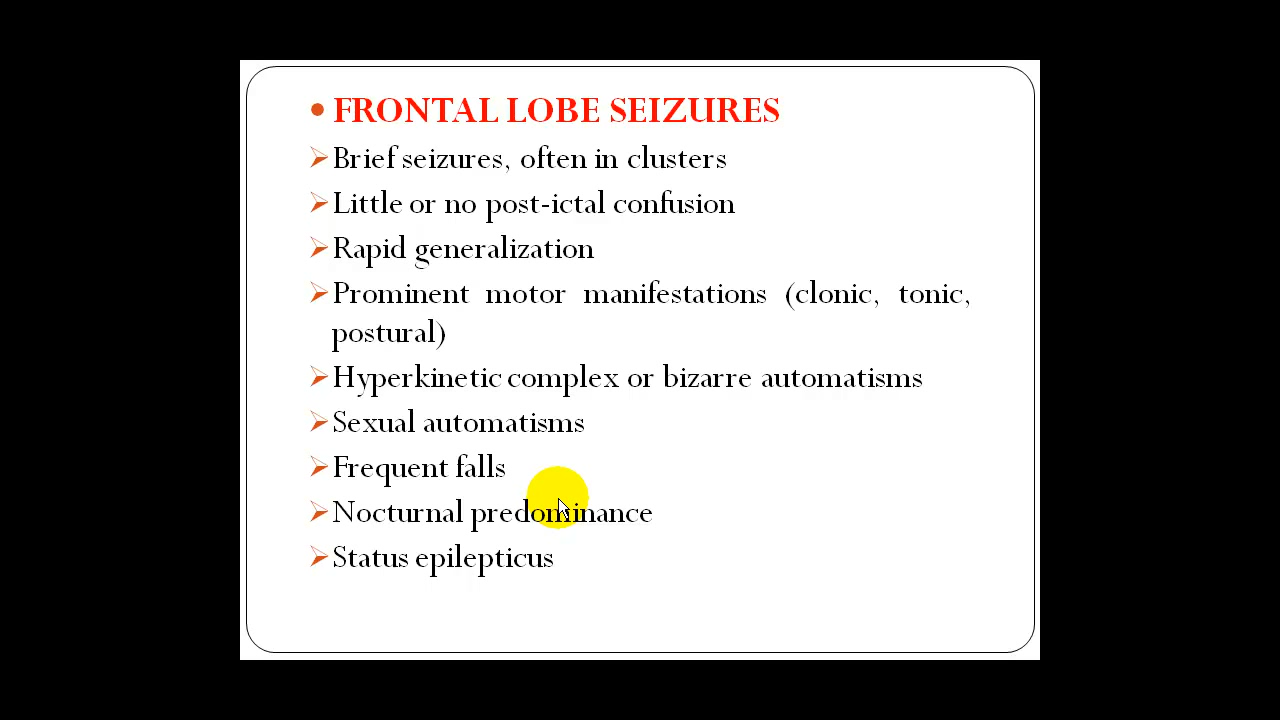 FRONTAL LOBE SEIZURES
Brief seizures, often in clusters
Little or no post-ictal confusion
Rapid generalization
Prominent motor manifestations (clonic, tonic,
postural)
Hyperkinetic complex or bizarre automatisms
Sexual automatisms
Frequent falls
Nocturnal predominance
Status epilepticus